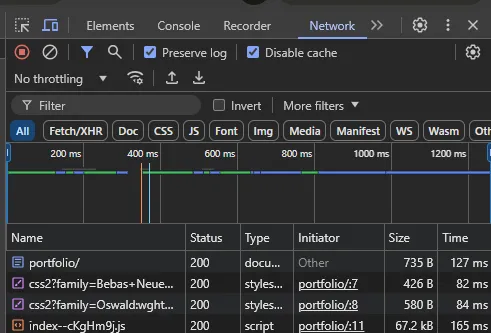 Elements Console Recorder Network >>
Preserve log Disable cache
No throttling
Filter Invert More filters
All Fetch/XHR Doc CSS JS Font Img Media Manifest WS Wasm Ot
200 ms 400 ms 600 ms 800 ms 1000 ms 1200 ms
Name Status Type Initiator Size Time
portfolio/ 200 docu... Other 735 B 127 ms
css2?family=Bebas+Neue... 200 styles... portfolio/:7 426 B 82 ms
css2?family=Oswald:wght... 200 styles... portfolio/:8 580 B 84 ms
index--cKgHm9j.js 200 script portfolio/:11 67.2 kB 165 ms